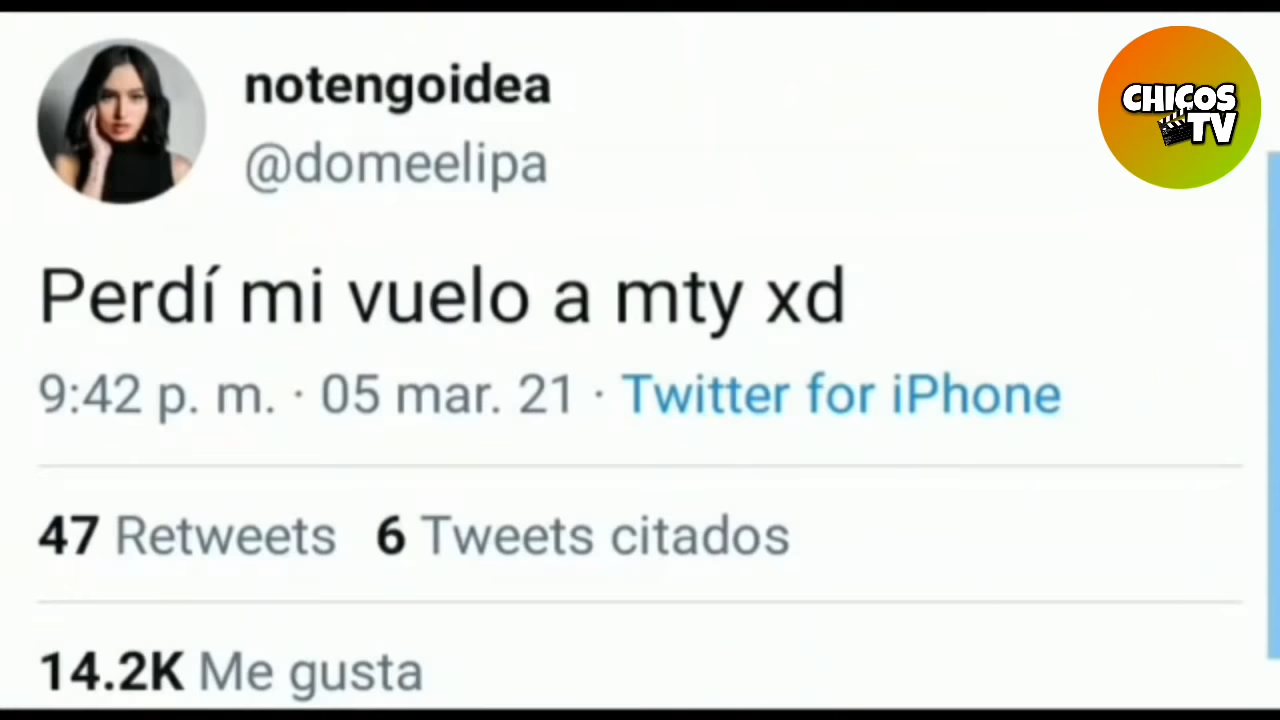 notengoidea
@domeelipa
CHICOS
TV
Perdí mi vuelo a mty xd
9:42 p. m. · 05 mar. 21 · Twitter for iPhone
47 Retweets 6 Tweets citados
14.2K Me gusta